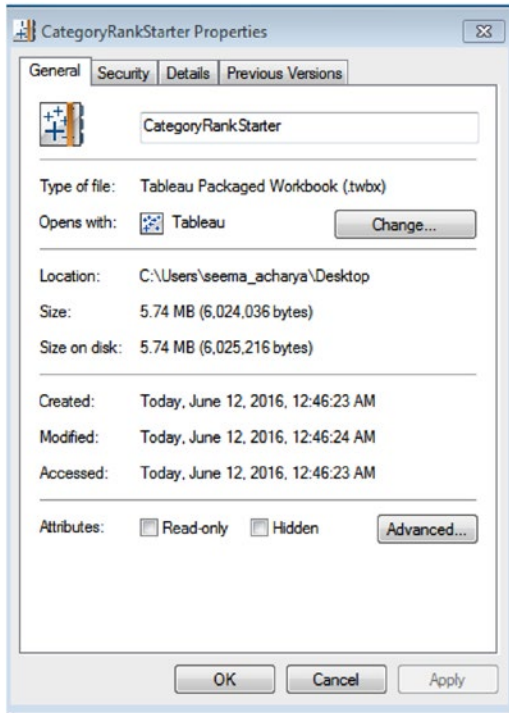 CategoryRankStarter Properties
General Security Details Previous Versions
CategoryRankStarter
Type of file: Tableau Packaged Workbook (.twbx)
Opens with: Tableau Change...
Location: C:\Users\seema_acharya\Desktop
Size: 5.74 MB (6,024,036 bytes)
Size on disk: 5.74 MB (6,025,216 bytes)
Created: Today, June 12, 2016, 12:46:23 AM
Modified: Today, June 12, 2016, 12:46:24 AM
Accessed: Today, June 12, 2016, 12:46:23 AM
Attributes: Read-only Hidden Advanced...
OK Cancel Apply